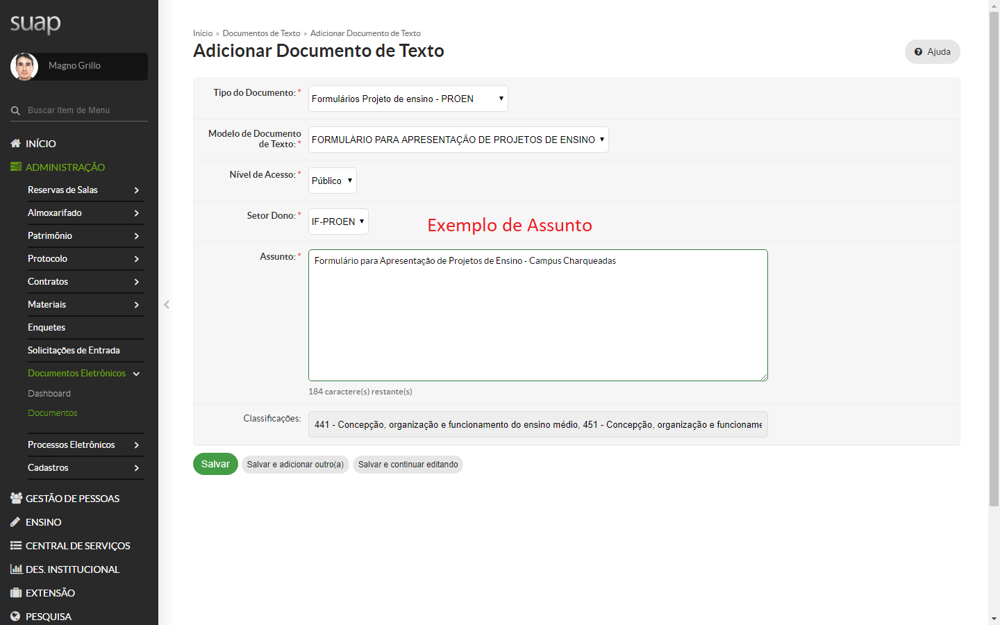 suap
Magno Grillo
Buscar Item de Menu
INÍCIO
ADMINISTRAÇÃO
Reservas de Salas
Almoxarifado
Patrimônio
Protocolo
Contratos
Materiais
Enquetes
Solicitações de Entrada
Documentos Eletrônicos
Dashboard
Documentos
Processos Eletrônicos
Cadastros
GESTÃO DE PESSOAS
ENSINO
CENTRAL DE SERVIÇOS
DES. INSTITUCIONAL
EXTENSÃO
PESQUISA
Início » Documentos de Texto » Adicionar Documento de Texto
Adicionar Documento de Texto
Ajuda
Tipo do Documento: * Formulários Projeto de ensino - PROEN
Modelo de Documento
de Texto: * FORMULÁRIO PARA APRESENTAÇÃO DE PROJETOS DE ENSINO
Nível de Acesso: * Público
Setor Dono: * IF-PROEN
Exemplo de Assunto
Assunto: * Formulário para Apresentação de Projetos de Ensino - Campus Charqueadas
184 caractere(s) restante(s)
Classificações: 441 - Concepção, organização e funcionamento do ensino médio, 451 - Concepção, organização e funcioname
Salvar
Salvar e adicionar outro(a)
Salvar e continuar editando